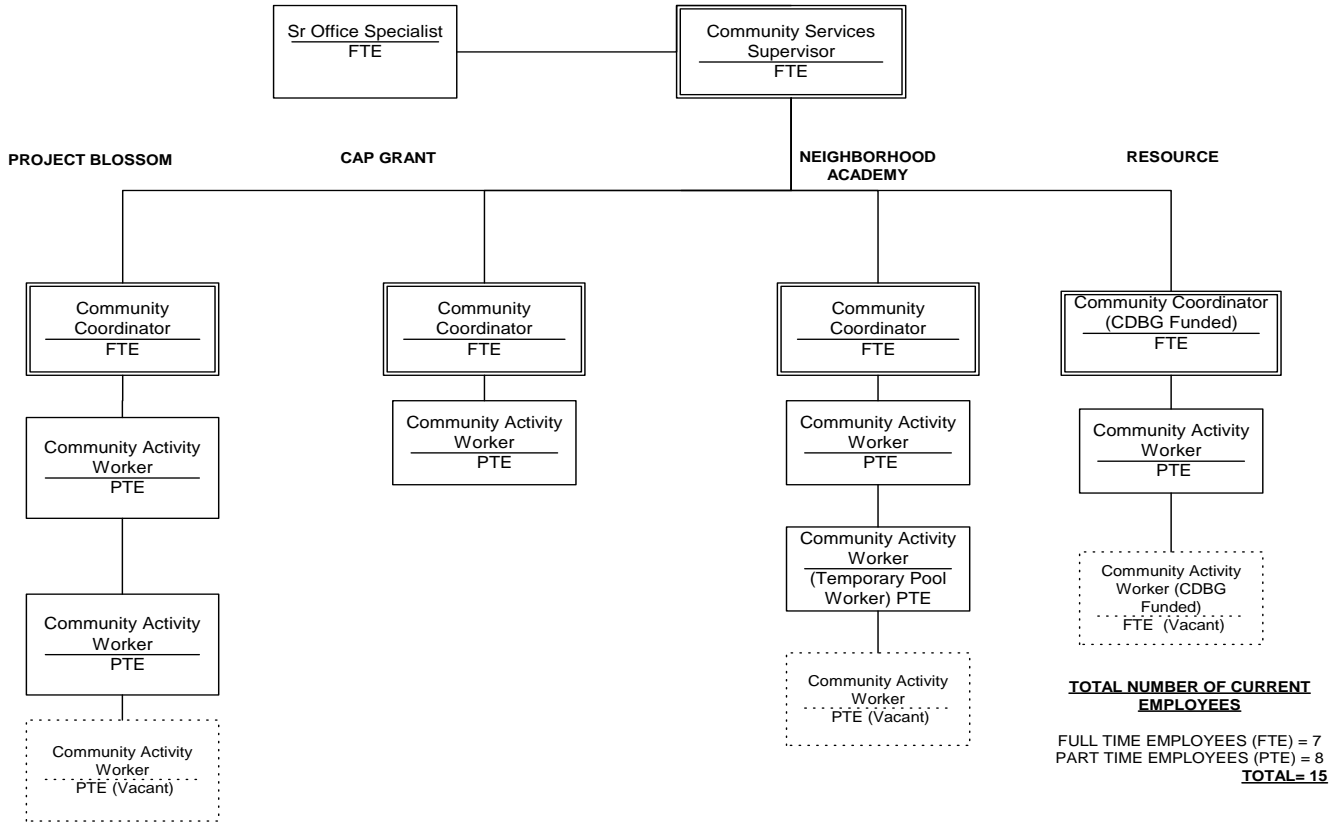 Sr Office Specialist
FTE
Community Services
Supervisor
FTE
PROJECT BLOSSOM
CAP GRANT
NEIGHBORHOOD
ACADEMY
RESOURCE
Community
Coordinator
FTE
Community
Coordinator
FTE
Community
Coordinator
FTE
Community Coordinator
(CDBG Funded)
FTE
Community Activity
Worker
PTE
Community Activity
Worker
PTE
Community Activity
Worker
PTE
Community Activity
Worker
PTE
Community Activity
Worker
PTE
Community Activity
Worker
(Temporary Pool
Worker) PTE
Community Activity
Worker (CDBG
Funded)
FTE (Vacant)
Community Activity
Worker
PTE (Vacant)
Community Activity
Worker
PTE (Vacant)
TOTAL NUMBER OF CURRENT
EMPLOYEES
FULL TIME EMPLOYEES (FTE) = 7
PART TIME EMPLOYEES (PTE) = 8
TOTAL= 15